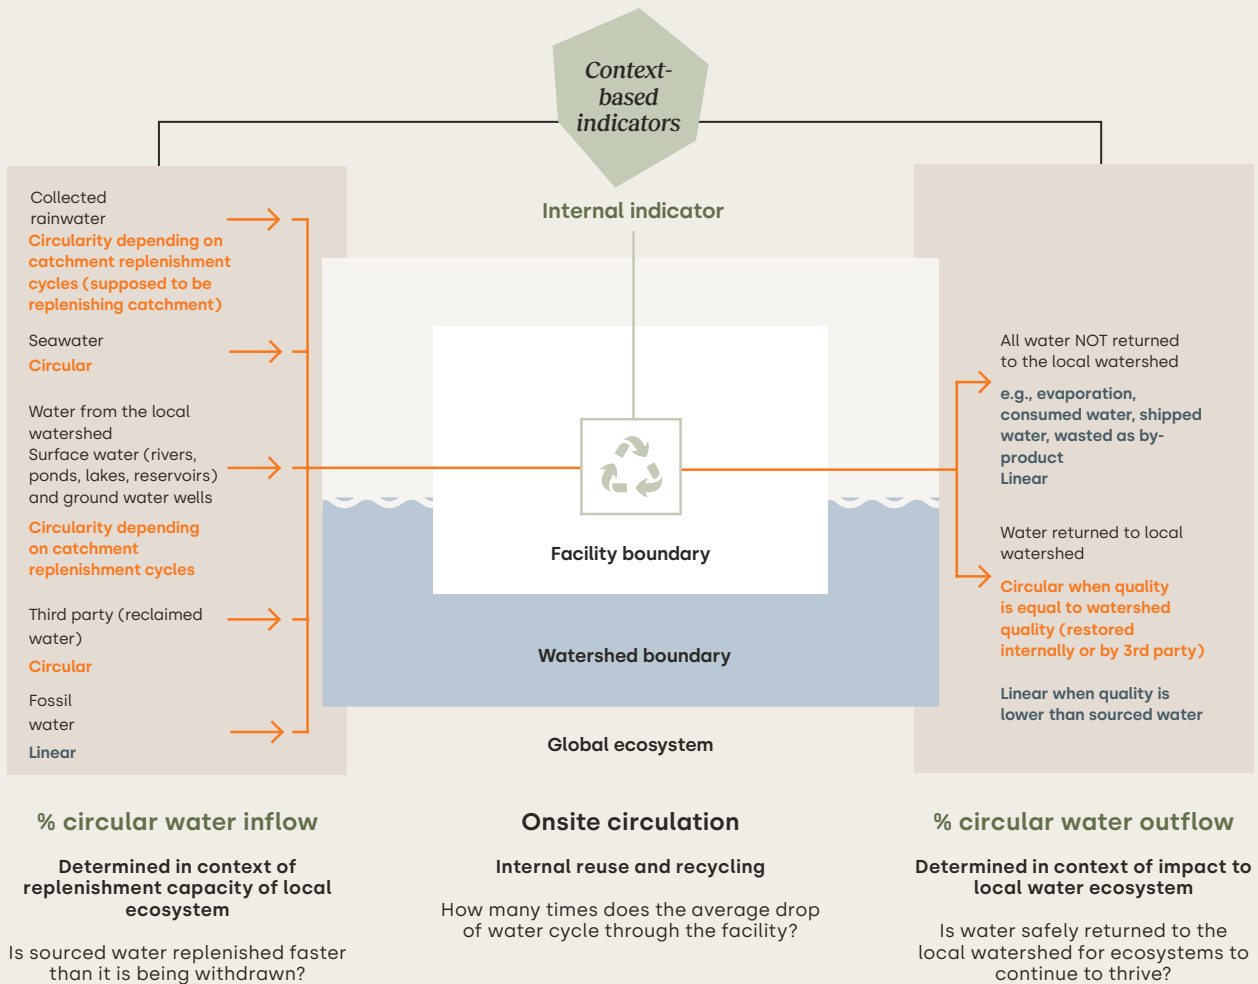 Context-
based
indicators
Internal indicator
Collected
rainwater
Circularity depending on
catchment replenishment
cycles (supposed to be
replenishing catchment)
Seawater
Circular
Water from the local
watershed
Surface water (rivers,
ponds, lakes, reservoirs)
and ground water wells
Circularity depending
on catchment
replenishment cycles
Third party (reclaimed
water)
Circular
Fossil
water
Linear
Facility boundary
Watershed boundary
Global ecosystem
All water NOT returned
to the local watershed
e.g., evaporation,
consumed water, shipped
water, wasted as by-
product
Linear
Water returned to local
watershed
Circular when quality
is equal to watershed
quality (restored
internally or by 3rd party)
Linear when quality is
lower than sourced water
% circular water inflow
Determined in context of
replenishment capacity of local
ecosystem
Is sourced water replenished faster
than it is being withdrawn?
Onsite circulation
Internal reuse and recycling
How many times does the average drop
of water cycle through the facility?
% circular water outflow
Determined in context of impact to
local water ecosystem
Is water safely returned to the
local watershed for ecosystems to
continue to thrive?